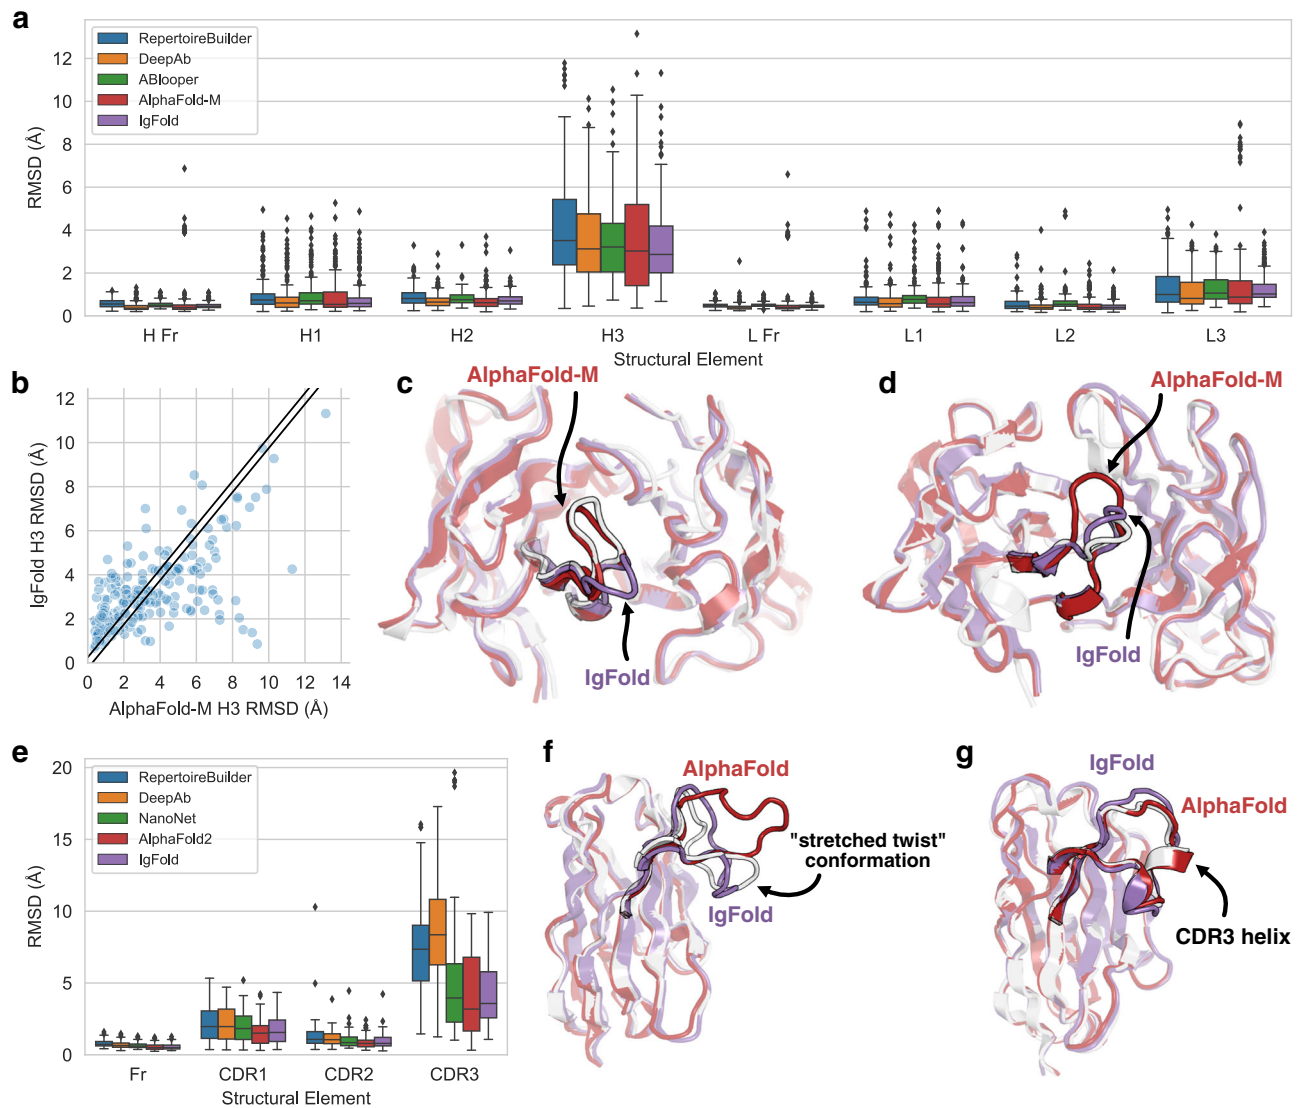 a
RMSD (Å)
12
10
8
6
4
2
0
RepertoireBuilder
DeepAb
ABlooper
AlphaFold-M
IgFold
H Fr
H1
H2
H3
L Fr
L1
L2
L3
Structural Element
b
IgFold H3 RMSD (Å)
12
10
8
6
4
2
0
0
2
4
6
8
10
12
14
AlphaFold-M H3 RMSD (Å)
c
AlphaFold-M
IgFold
d
AlphaFold-M
IgFold
e
RMSD (Å)
20
15
10
5
0
RepertoireBuilder
DeepAb
NanoNet
AlphaFold2
IgFold
Fr
CDR1
CDR2
CDR3
Structural Element
f
AlphaFold
"stretched twist"
conformation
IgFold
g
IgFold
AlphaFold
CDR3 helix